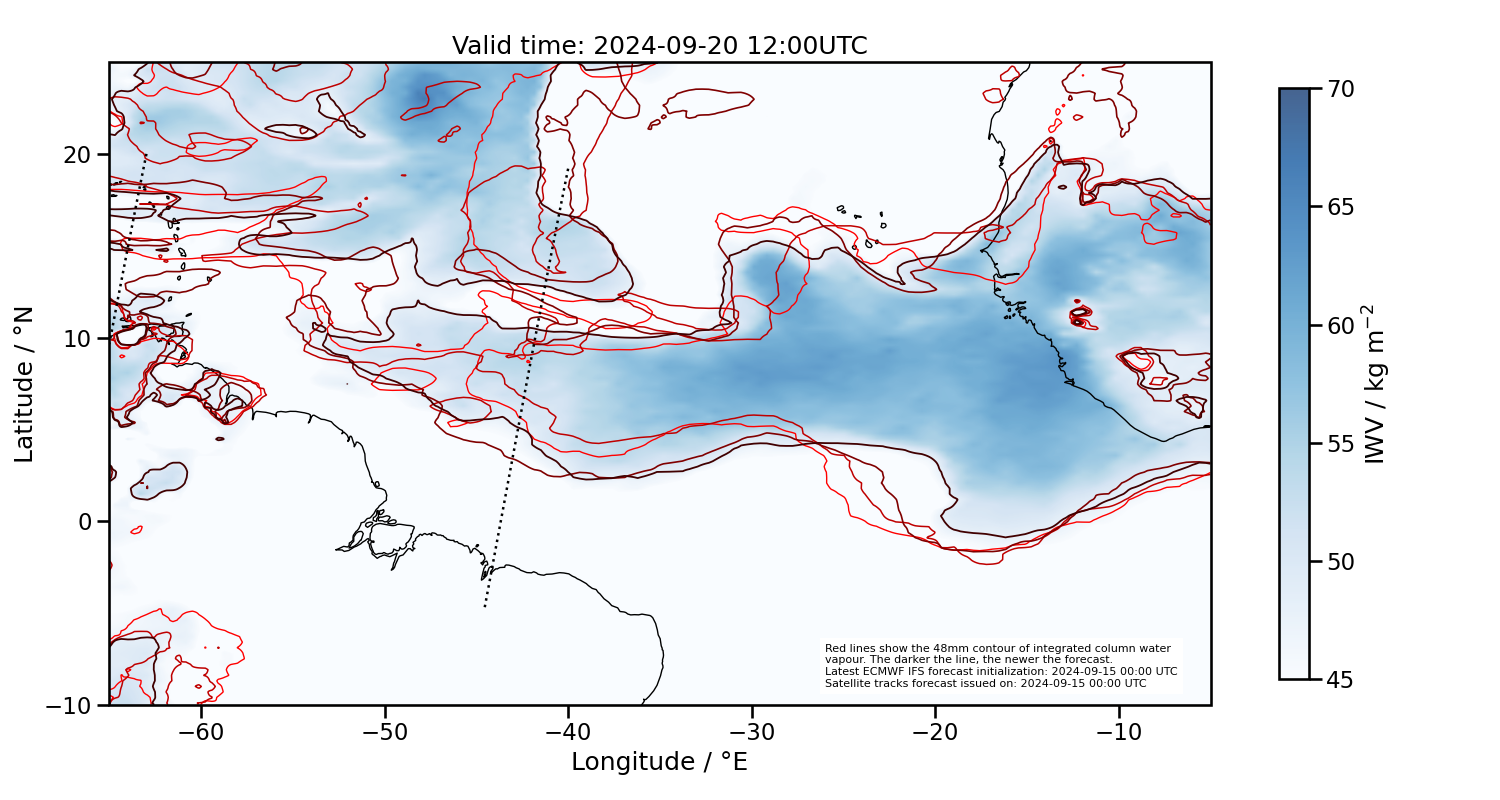 Valid time: 2024-09-20 12:00UTC
Latitude / °N
20
10
0
−10
−60
−50
−40
−30
−20
−10
Longitude / °E
Red lines show the 48mm contour of integrated column water
vapour. The darker the line, the newer the forecast.
Latest ECMWF IFS forecast initialization: 2024-09-15 00:00 UTC
Satellite tracks forecast issued on: 2024-09-15 00:00 UTC
70
65
60
55
50
45
IWV / kg m⁻²